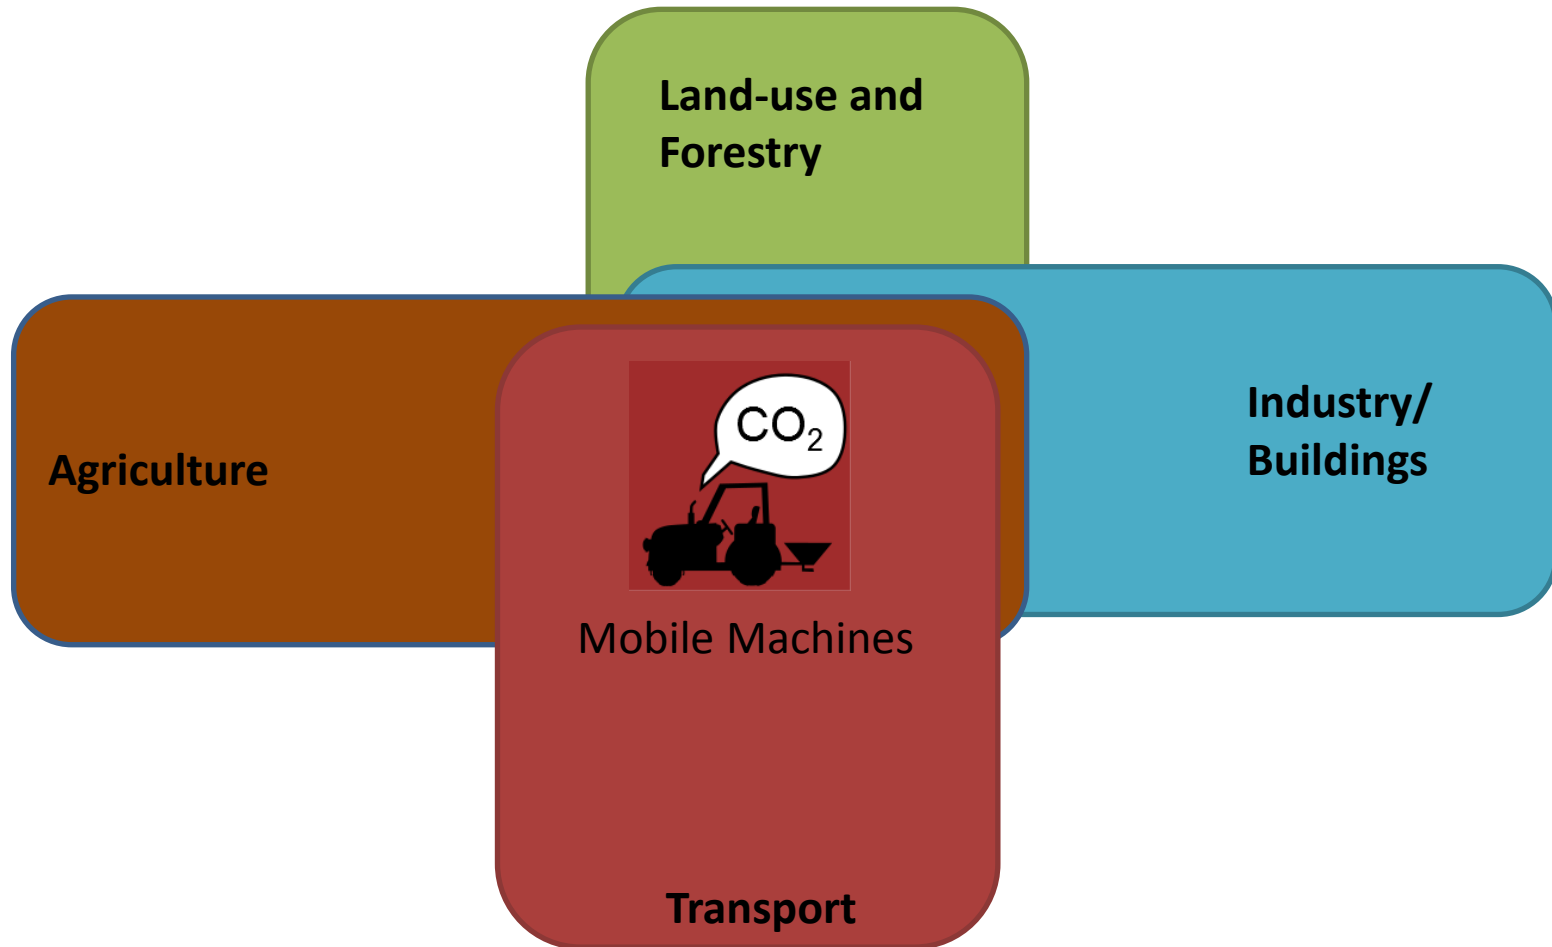 Land-use and
Forestry
Agriculture
Industry/
Buildings
CO₂
Mobile Machines
Transport